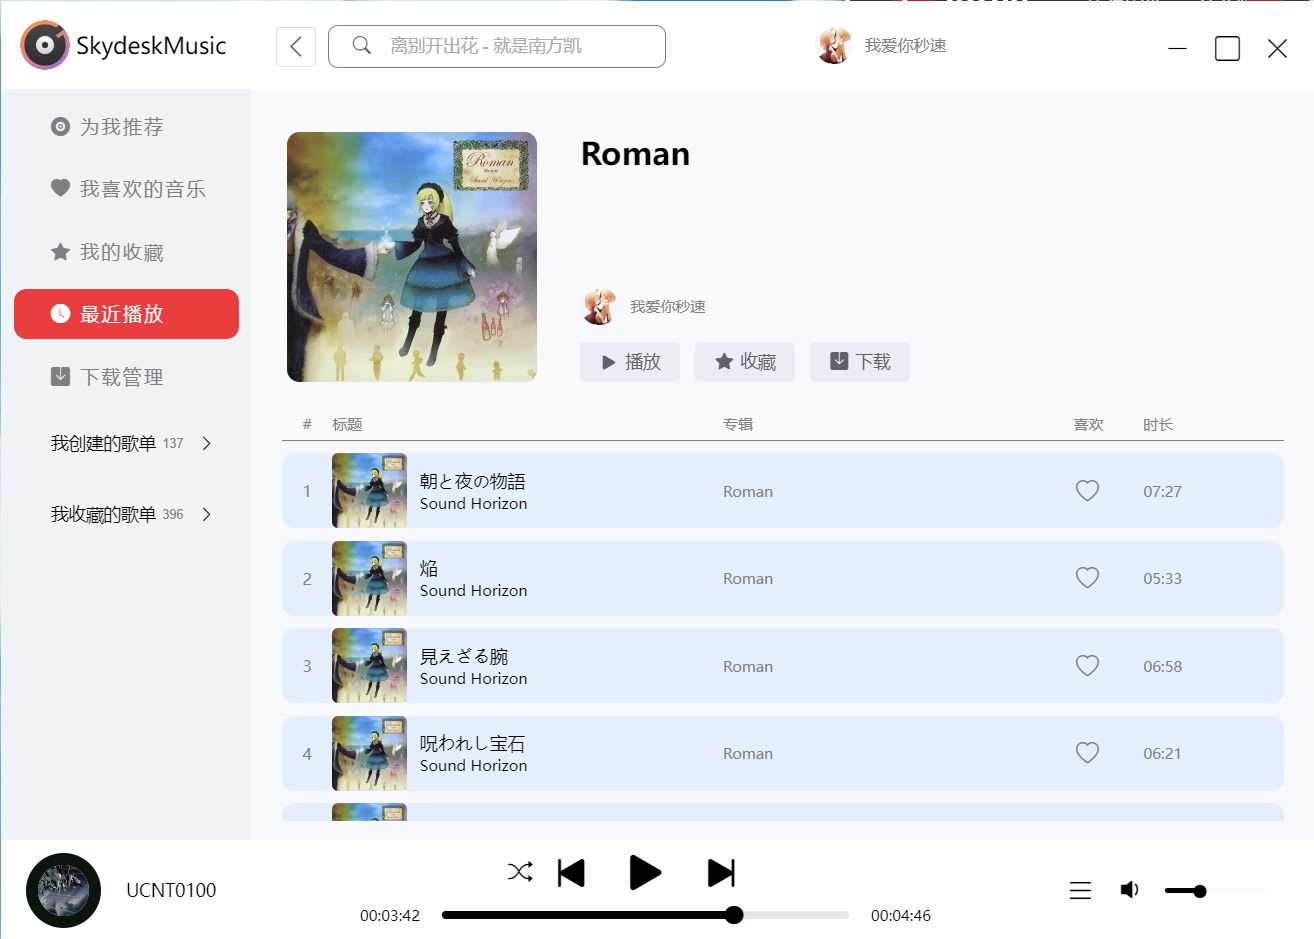 SkydeskMusic
离别开出花 - 就是南方凯
我爱你秒速
为我推荐
我喜欢的音乐
我的收藏
最近播放
下载管理
我创建的歌单 137
我收藏的歌单 396
Roman
Sound Horizon
Roman
我爱你秒速
播放 收藏 下载
# 标题 专辑 喜欢 时长
1 朝と夜の物語 Roman 07:27
Sound Horizon
2 焔 Roman 05:33
Sound Horizon
3 見えざる腕 Roman 06:58
Sound Horizon
4 呪われし宝石 Roman 06:21
Sound Horizon
UCNT0100
00:03:42 00:04:46